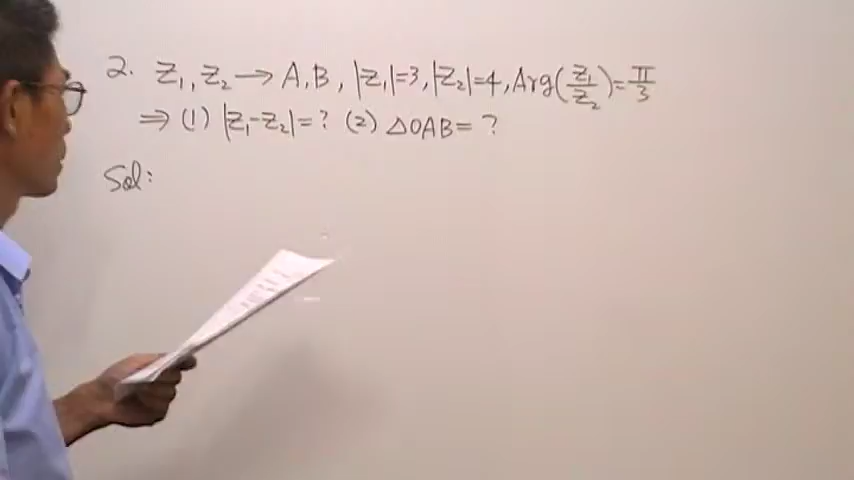 2. Z₁, Z₂ → A, B, |Z₁|=3, |Z₂|=4, Arg(Z₁/Z₂)=π/3
⇒ (1) |Z₁-Z₂|=? (2) △OAB=?
Sol: